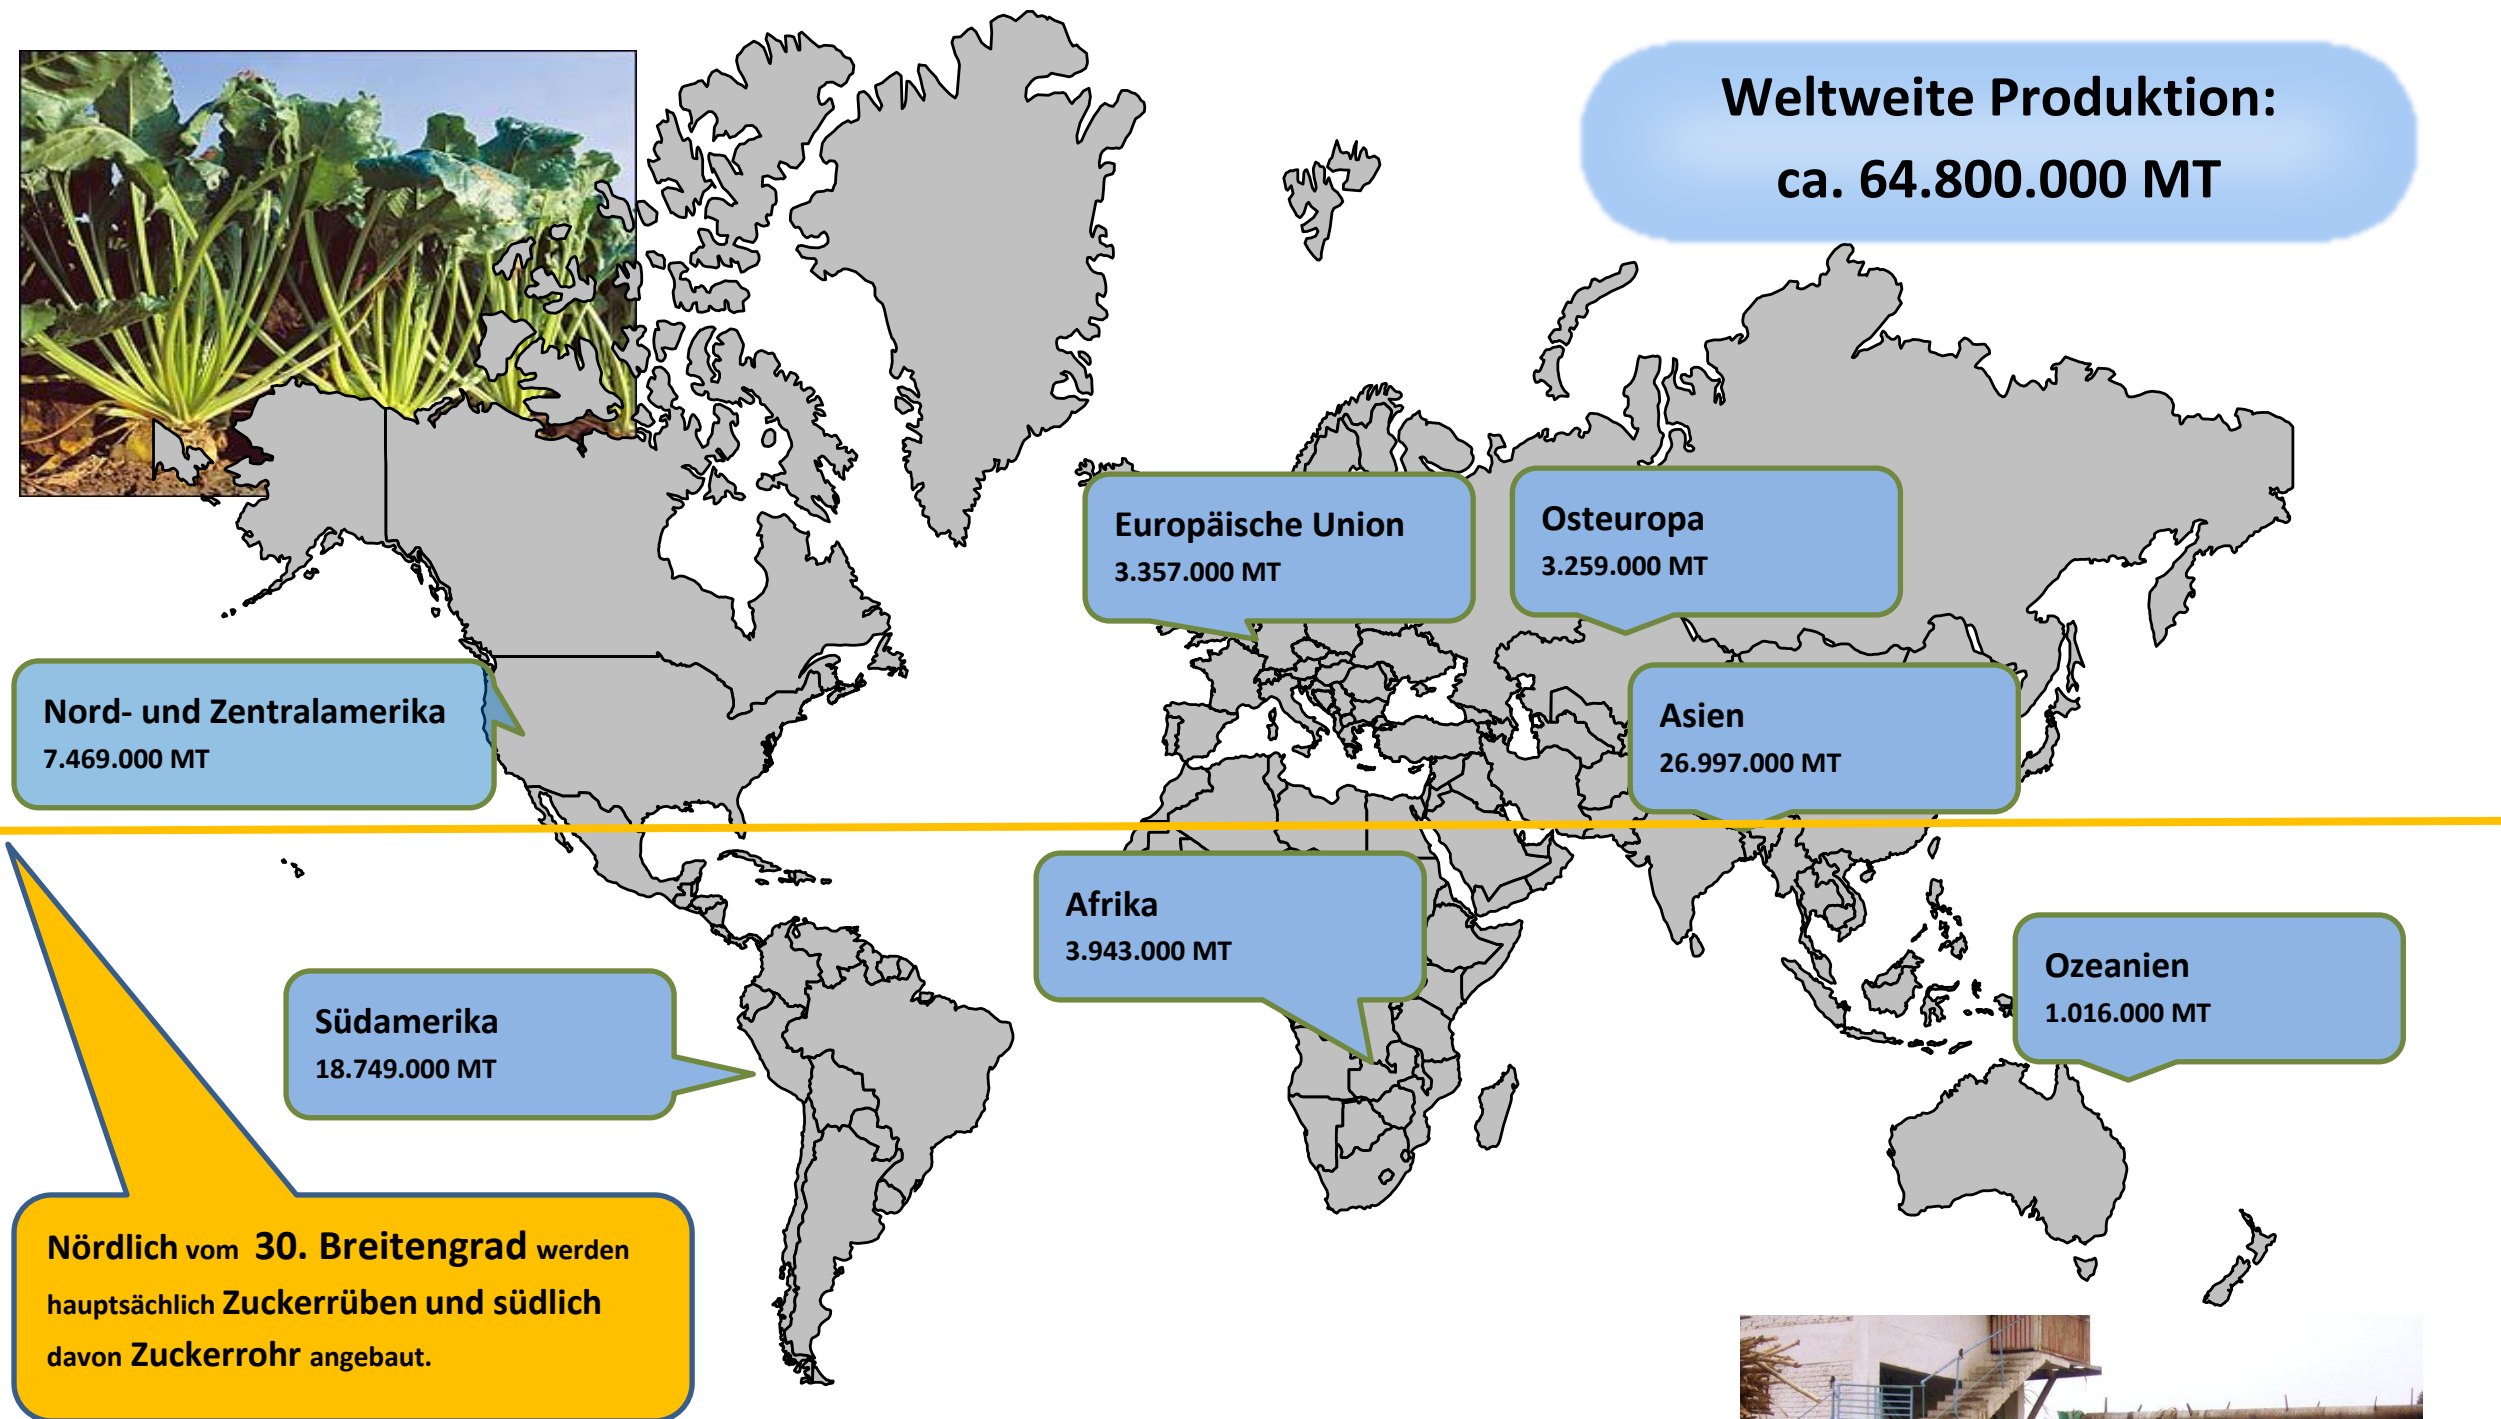 Weltweite Produktion:
ca. 64.800.000 MT
Europäische Union
3.357.000 MT
Osteuropa
3.259.000 MT
Nord- und Zentralamerika
7.469.000 MT
Asien
26.997.000 MT
Afrika
3.943.000 MT
Ozeanien
1.016.000 MT
Südamerika
18.749.000 MT
Nördlich vom 30. Breitengrad werden
hauptsächlich Zuckerrüben und südlich
davon Zuckerrohr angebaut.